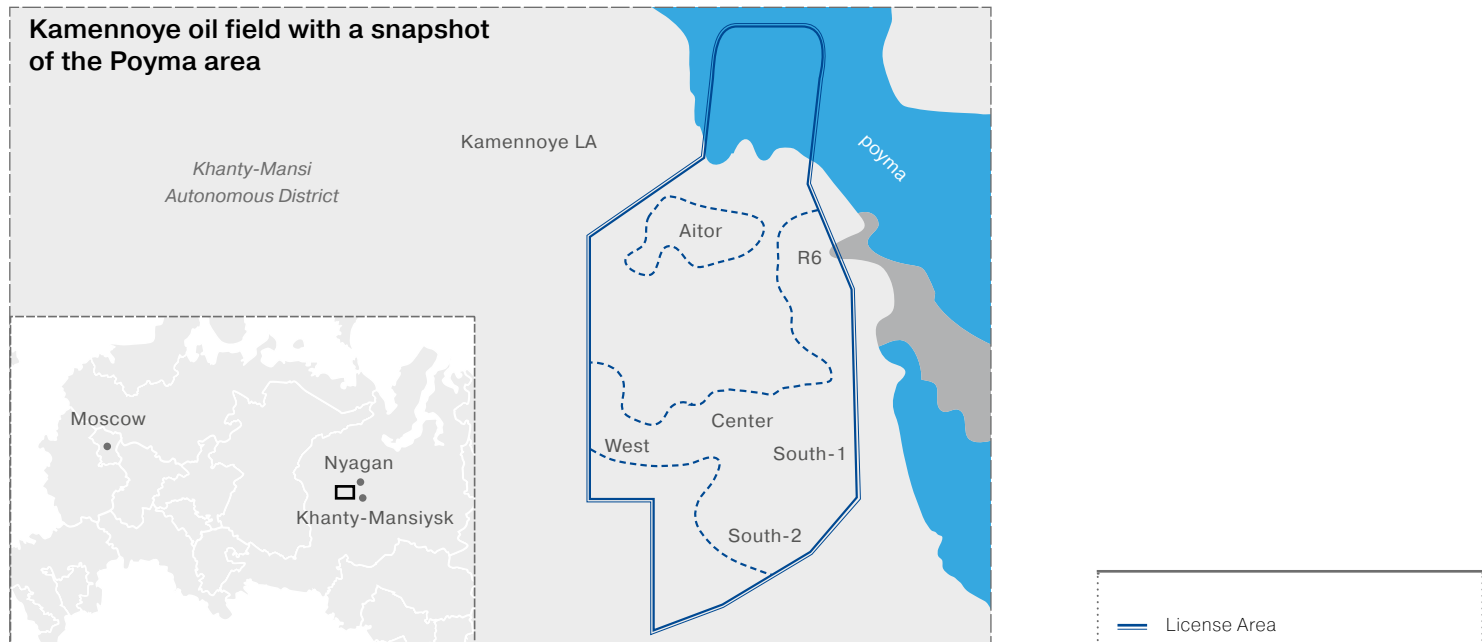 Kamennoye oil field with a snapshot
of the Poyma area
Kamennoye LA
Khanty-Mansi
Autonomous District
poyma
Aitor
R6
Center
West
South-1
South-2
Moscow
Nyagan
Khanty-Mansiysk
License Area